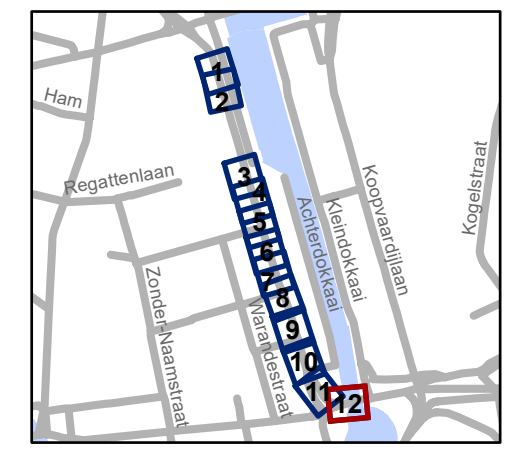 1
2
Ham
3
Regattenlaan
4
5
6
7
8
9
10
11
12
Zonder-Naamstraat
Warandestraat
Achterdokkaai
Kleindokkaai
Koopvaardijlaan
Kogelstraat